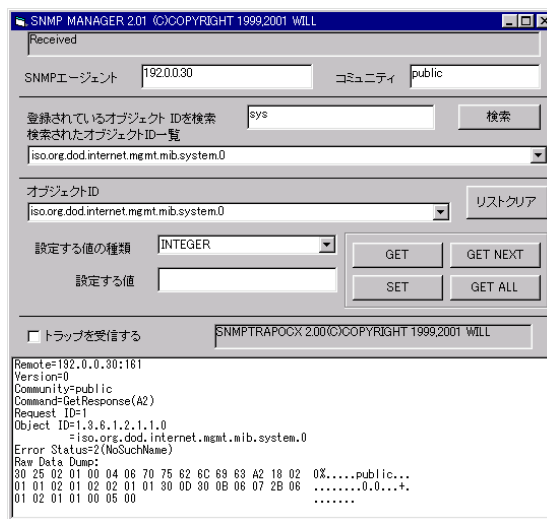 SNMP MANAGER 2.01 (C)COPYRIGHT 1999,2001 WILL
Received
SNMPエージェント 192.0.0.30 コミュニティ public
登録されているオブジェクト IDを検索 sys 検索
検索されたオブジェクトID一覧
iso.org.dod.internet.mgmt.mib.system.0
オブジェクトID
iso.org.dod.internet.mgmt.mib.system.0 リストクリア
設定する値の種類 INTEGER GET GET NEXT
設定する値 SET GET ALL
トラップを受信する SNMPTRAPOCX 2.00(C)COPYRIGHT 1999,2001 WILL
Remote=192.0.0.30:161
Version=0
Community=public
Command=GetResponse(A2)
Request ID=1
Object ID=1.3.6.1.2.1.1.0
=iso.org.dod.internet.mgmt.mib.system.0
Error Status=2(NoSuchName)
Raw Data Dump:
30 25 02 01 00 04 06 70 75 62 6C 69 63 A2 18 02 0%.....public...
01 01 02 01 02 02 01 01 30 0D 30 0B 06 07 2B 06 ........0.0...+.
01 02 01 01 00 05 00 .......